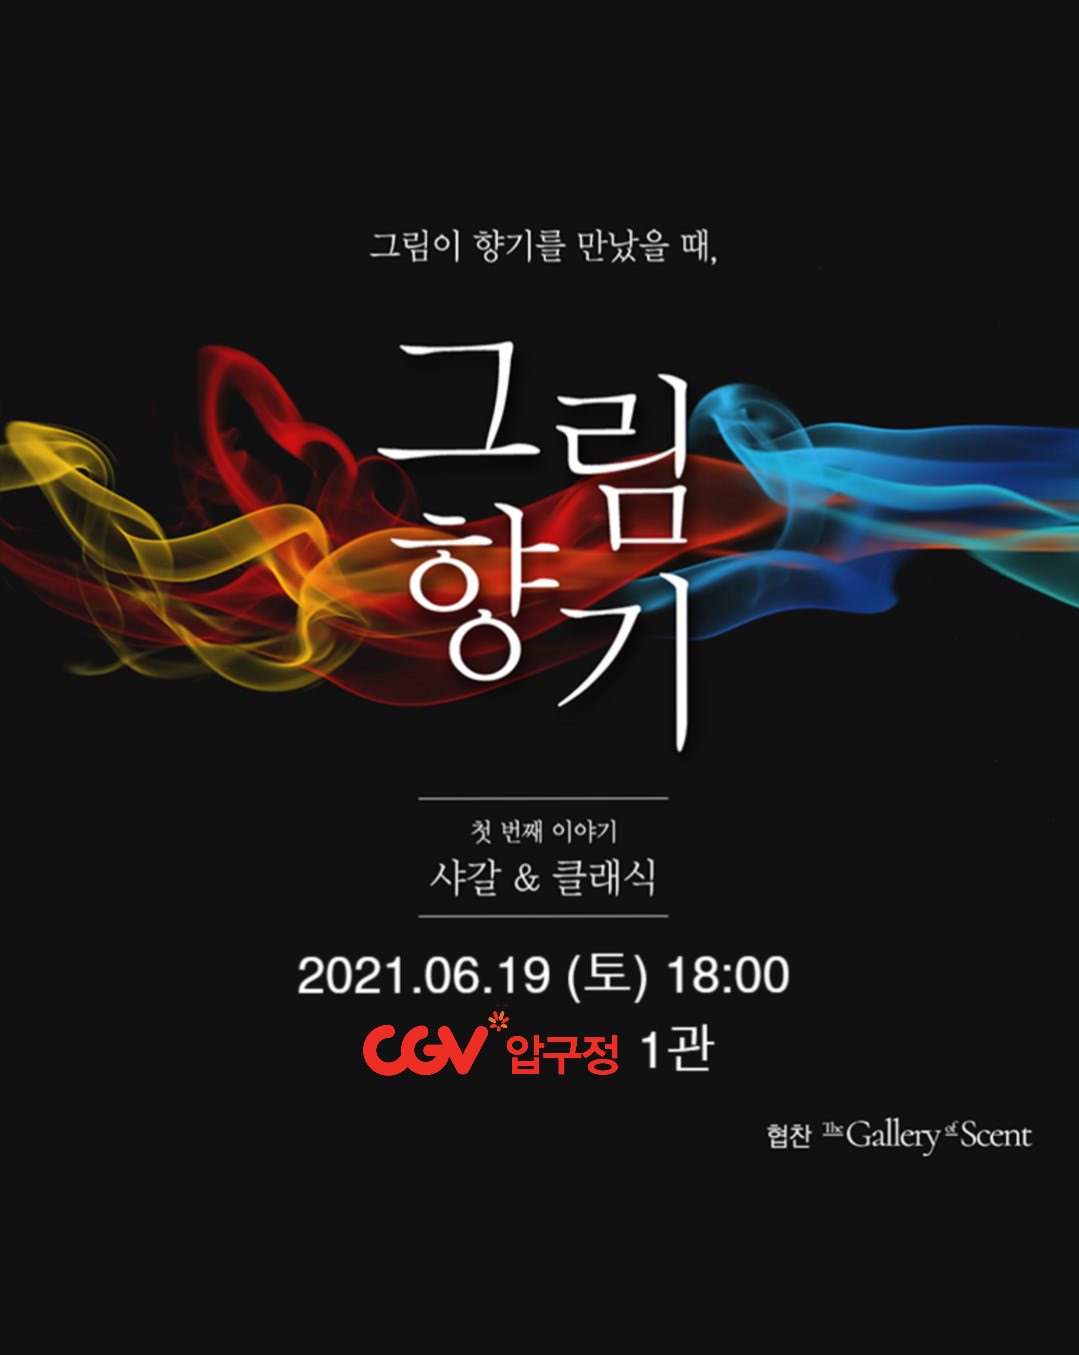 그림이 향기를 만났을 때,
그림
향기
첫 번째 이야기
샤갈 & 클래식
2021.06.19 (토) 18:00
CGV 압구정 1관
협찬 The Gallery of Scent